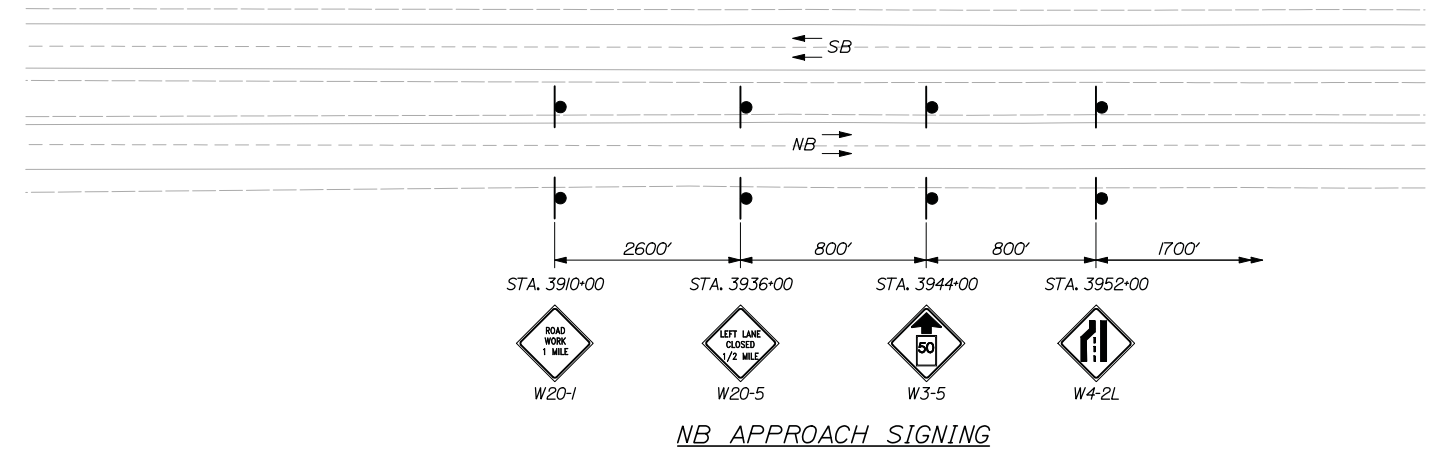 SB
NB
2600'
800'
800'
1700'
STA. 3910+00
STA. 3936+00
STA. 3944+00
STA. 3952+00
ROAD
WORK
1 MILE
LEFT LANE
CLOSED
1/2 MILE
50
W20-1
W20-5
W3-5
W4-2L
NB APPROACH SIGNING